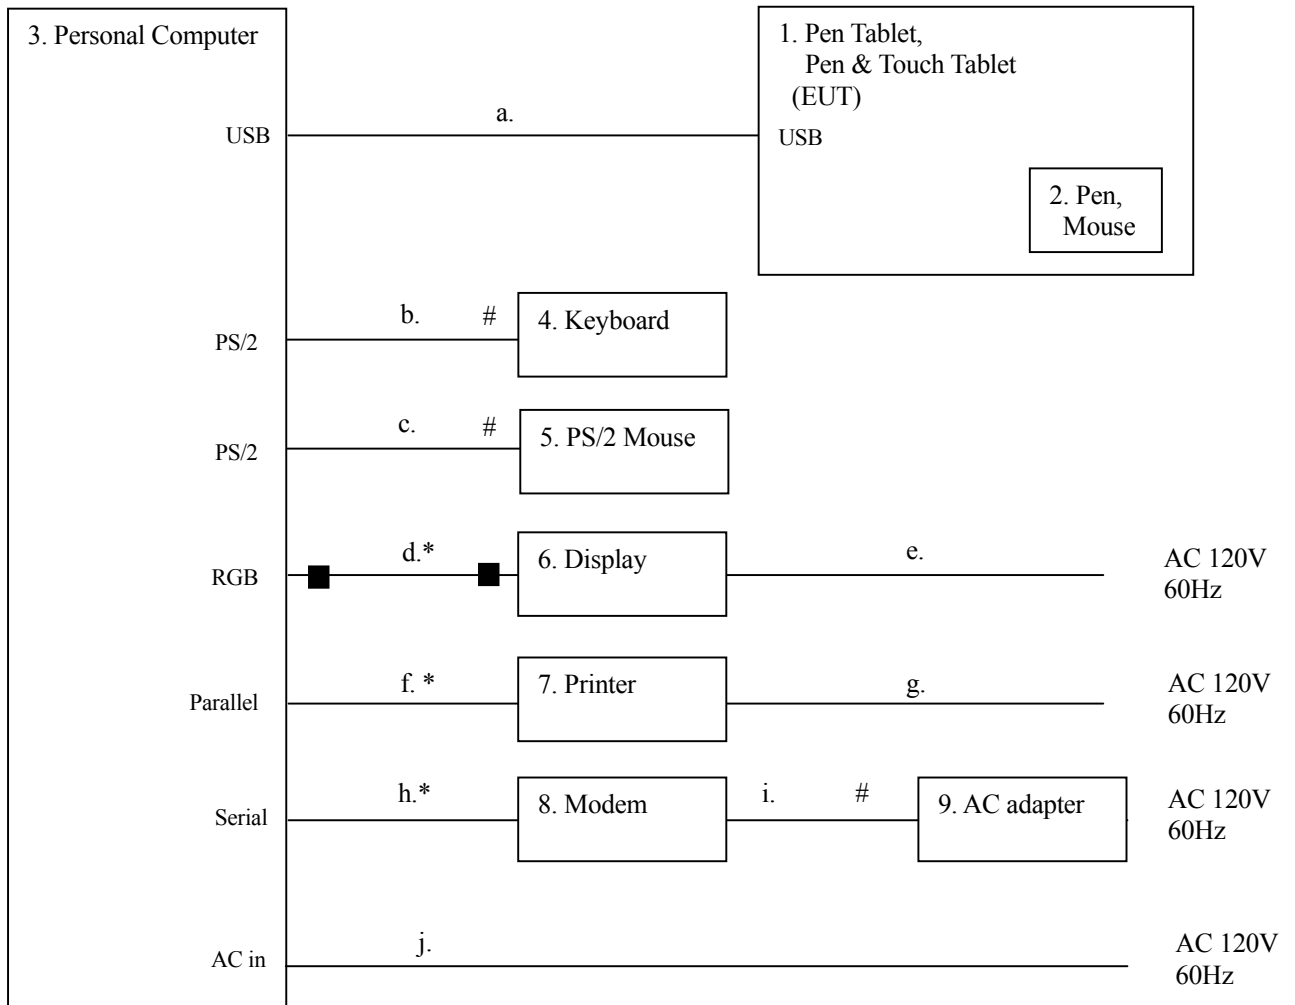 3. Personal Computer
1. Pen Tablet,
Pen & Touch Tablet
(EUT)
a.
USB
USB
2. Pen,
Mouse
b.
#
4. Keyboard
PS/2
c.
#
5. PS/2 Mouse
PS/2
d.*
6. Display
e.
AC 120V
60Hz
RGB
f. *
7. Printer
g.
AC 120V
60Hz
Parallel
h.*
8. Modem
i.
#
9. AC adapter
AC 120V
60Hz
Serial
j.
AC 120V
60Hz
AC in